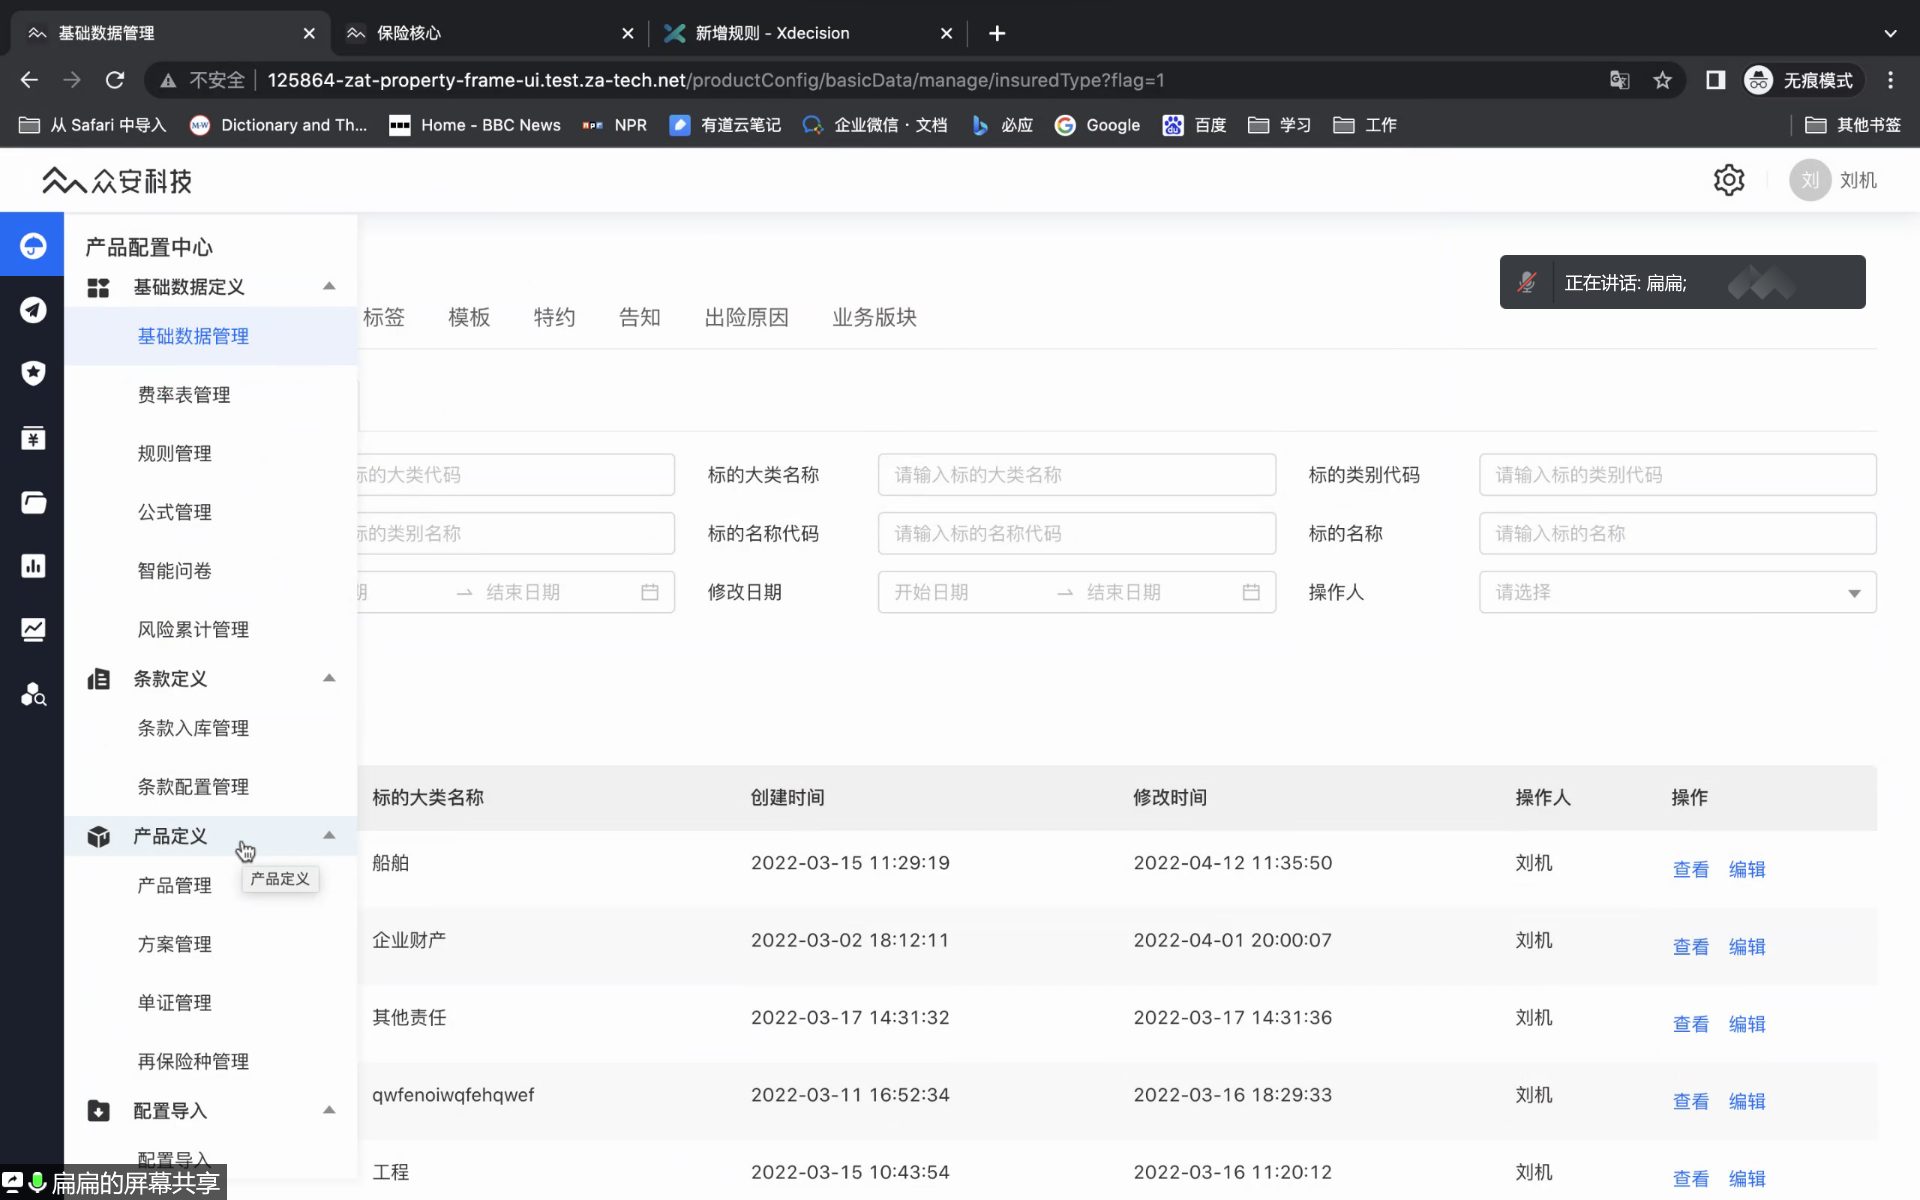 基础数据管理
保险核心
新增规则 - Xdecision
不安全
125864-zat-property-frame-ui.test.za-tech.net/productConfig/basicData/manage/insuredType?flag=1
无痕模式
从 Safari 中导入
Dictionary and Th...
Home - BBC News
NPR
有道云笔记
企业微信 · 文档
必应
Google
百度
学习
工作
其他书签
众安科技
刘
刘机
产品配置中心
基础数据定义
基础数据管理
费率表管理
规则管理
公式管理
智能问卷
风险累计管理
条款定义
条款入库管理
条款配置管理
产品定义
产品定义
产品管理
方案管理
单证管理
再保险种管理
配置导入
配置导入
扁扁的屏幕共享
正在讲话: 扁扁;
标签 模板 特约 告知 出险原因 业务版块
标的大类代码
标的大类名称 请输入标的大类名称
标的类别代码 请输入标的类别代码
标的类别名称
标的名称代码 请输入标的名称代码
标的名称 请输入标的名称
期 → 结束日期
修改日期 开始日期 → 结束日期
操作人 请选择
标的大类名称 创建时间 修改时间 操作人 操作
船舶 2022-03-15 11:29:19 2022-04-12 11:35:50 刘机 查看 编辑
企业财产 2022-03-02 18:12:11 2022-04-01 20:00:07 刘机 查看 编辑
其他责任 2022-03-17 14:31:32 2022-03-17 14:31:36 刘机 查看 编辑
qwfenoiwqfehqwef 2022-03-11 16:52:34 2022-03-16 18:29:33 刘机 查看 编辑
工程 2022-03-15 10:43:54 2022-03-16 11:20:12 刘机 查看 编辑